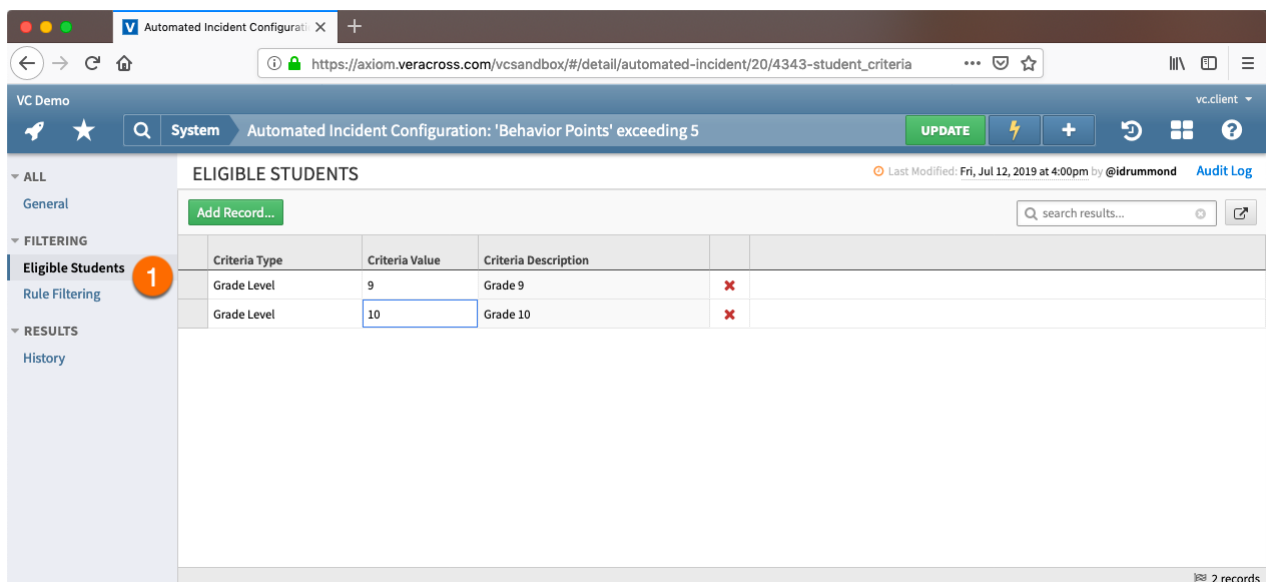 V Automated Incident Configurati
https://axiom.veracross.com/vcsandbox/#/detail/automated-incident/20/4343-student_criteria
VC Demo
vc.client
System Automated Incident Configuration: 'Behavior Points' exceeding 5 UPDATE
ALL
General
FILTERING
Eligible Students 1
Rule Filtering
RESULTS
History
ELIGIBLE STUDENTS
Last Modified: Fri, Jul 12, 2019 at 4:00pm by @idrummond Audit Log
Add Record...
search results...
Criteria Type Criteria Value Criteria Description
Grade Level 9 Grade 9
Grade Level 10 Grade 10
2 records